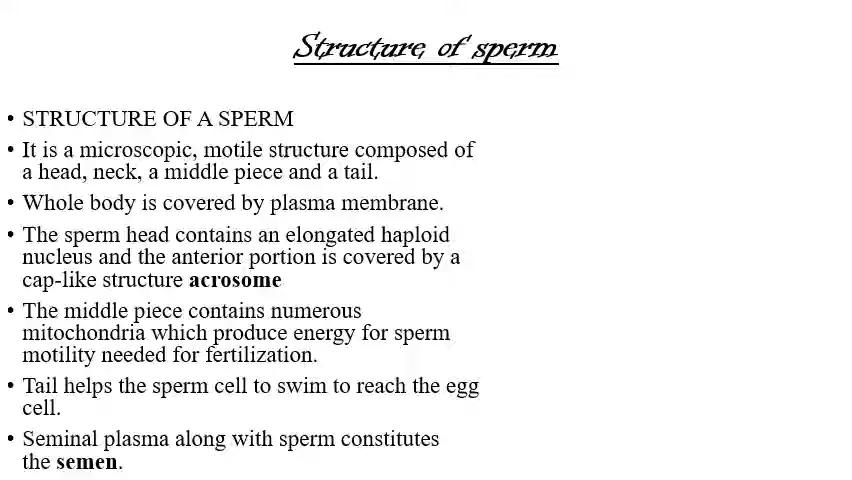 Structure of sperm
• STRUCTURE OF A SPERM
• It is a microscopic, motile structure composed of
a head, neck, a middle piece and a tail.
• Whole body is covered by plasma membrane.
• The sperm head contains an elongated haploid
nucleus and the anterior portion is covered by a
cap-like structure acrosome
• The middle piece contains numerous
mitochondria which produce energy for sperm
motility needed for fertilization.
• Tail helps the sperm cell to swim to reach the egg
cell.
• Seminal plasma along with sperm constitutes
the semen.